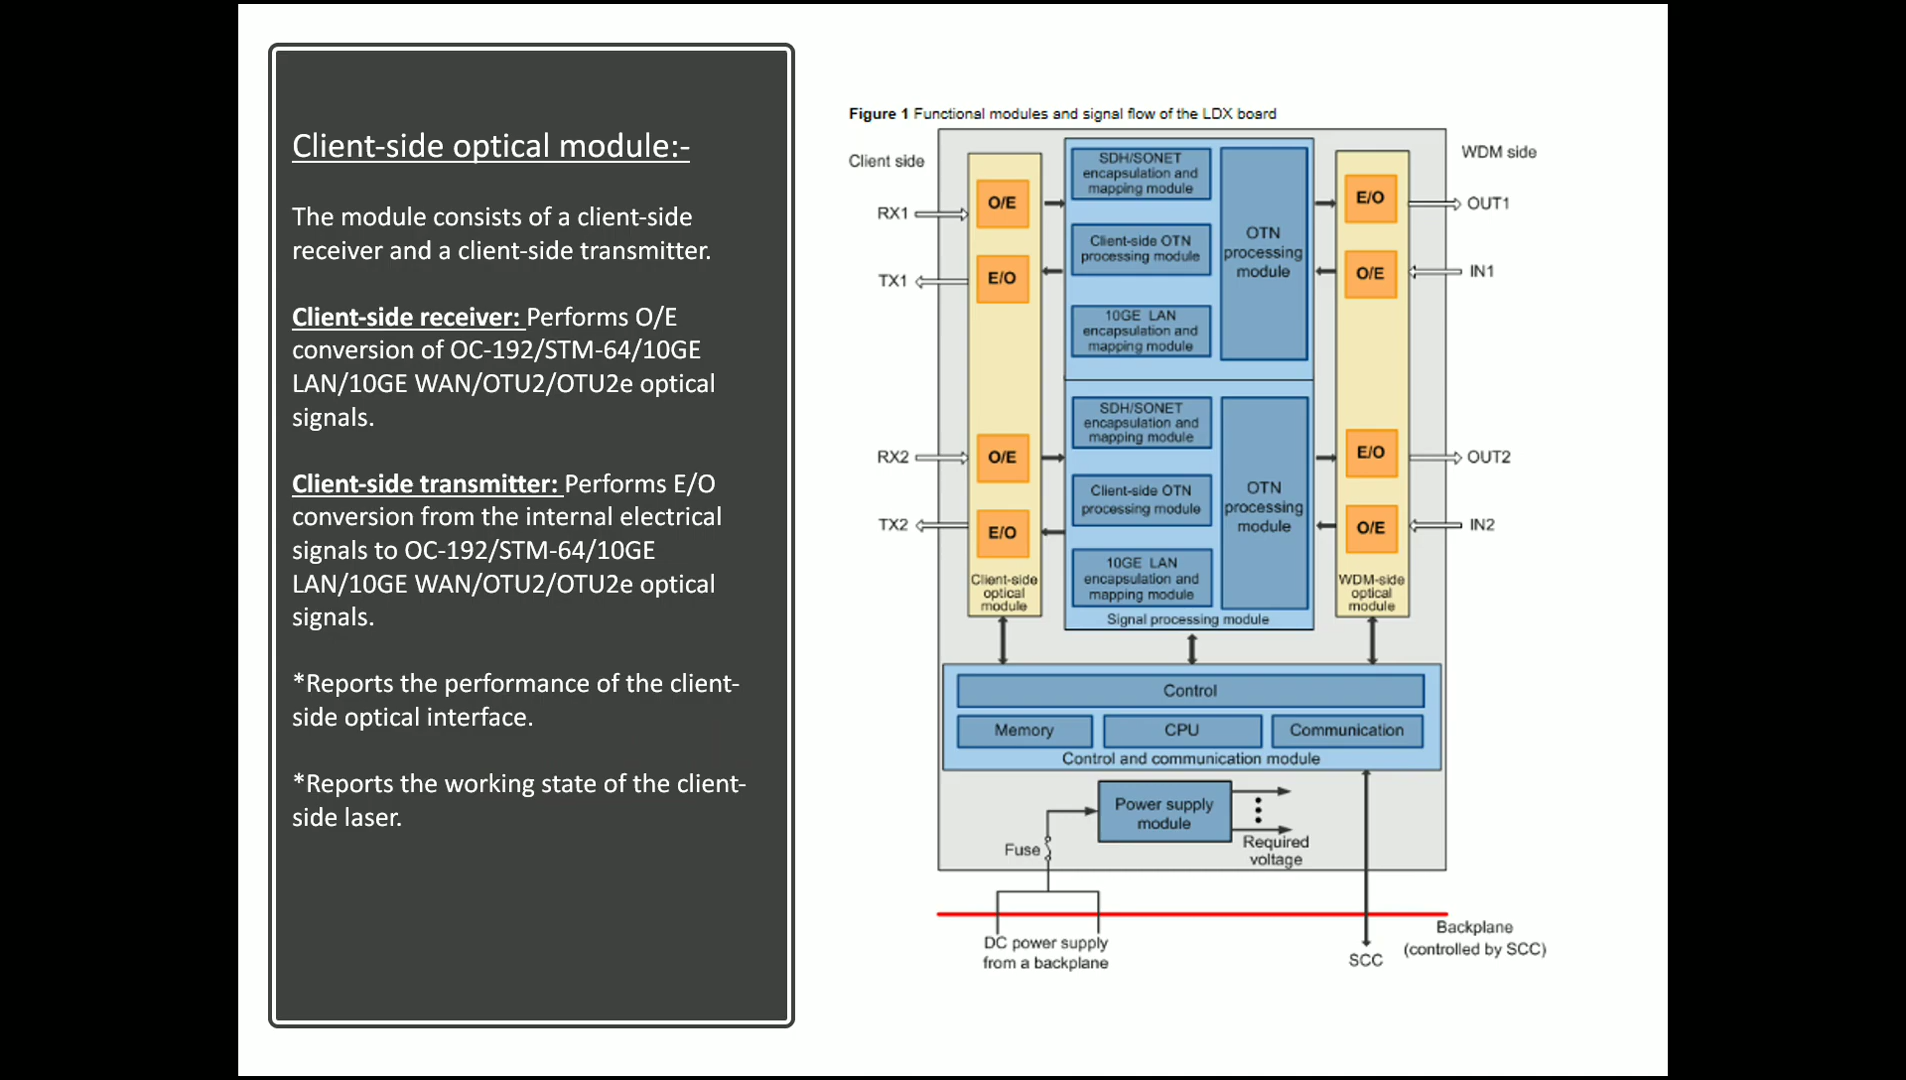 Client-side optical module:-
The module consists of a client-side
receiver and a client-side transmitter.
Client-side receiver: Performs O/E
conversion of OC-192/STM-64/10GE
LAN/10GE WAN/OTU2/OTU2e optical
signals.
Client-side transmitter: Performs E/O
conversion from the internal electrical
signals to OC-192/STM-64/10GE
LAN/10GE WAN/OTU2/OTU2e optical
signals.
*Reports the performance of the client-
side optical interface.
*Reports the working state of the client-
side laser.
Figure 1 Functional modules and signal flow of the LDX board
Client side
WDM side
RX1
O/E
TX1
E/O
RX2
O/E
TX2
E/O
Client-side
optical
module
SDH/SONET
encapsulation and
mapping module
Client-side OTN
processing module
10GE LAN
encapsulation and
mapping module
OTN
processing
module
SDH/SONET
encapsulation and
mapping module
Client-side OTN
processing module
10GE LAN
encapsulation and
mapping module
OTN
processing
module
Signal processing module
E/O
OUT1
O/E
IN1
E/O
OUT2
O/E
IN2
WDM-side
optical
module
Control
Memory
CPU
Communication
Control and communication module
Power supply
module
Fuse
Required
voltage
DC power supply
from a backplane
SCC
Backplane
(controlled by SCC)